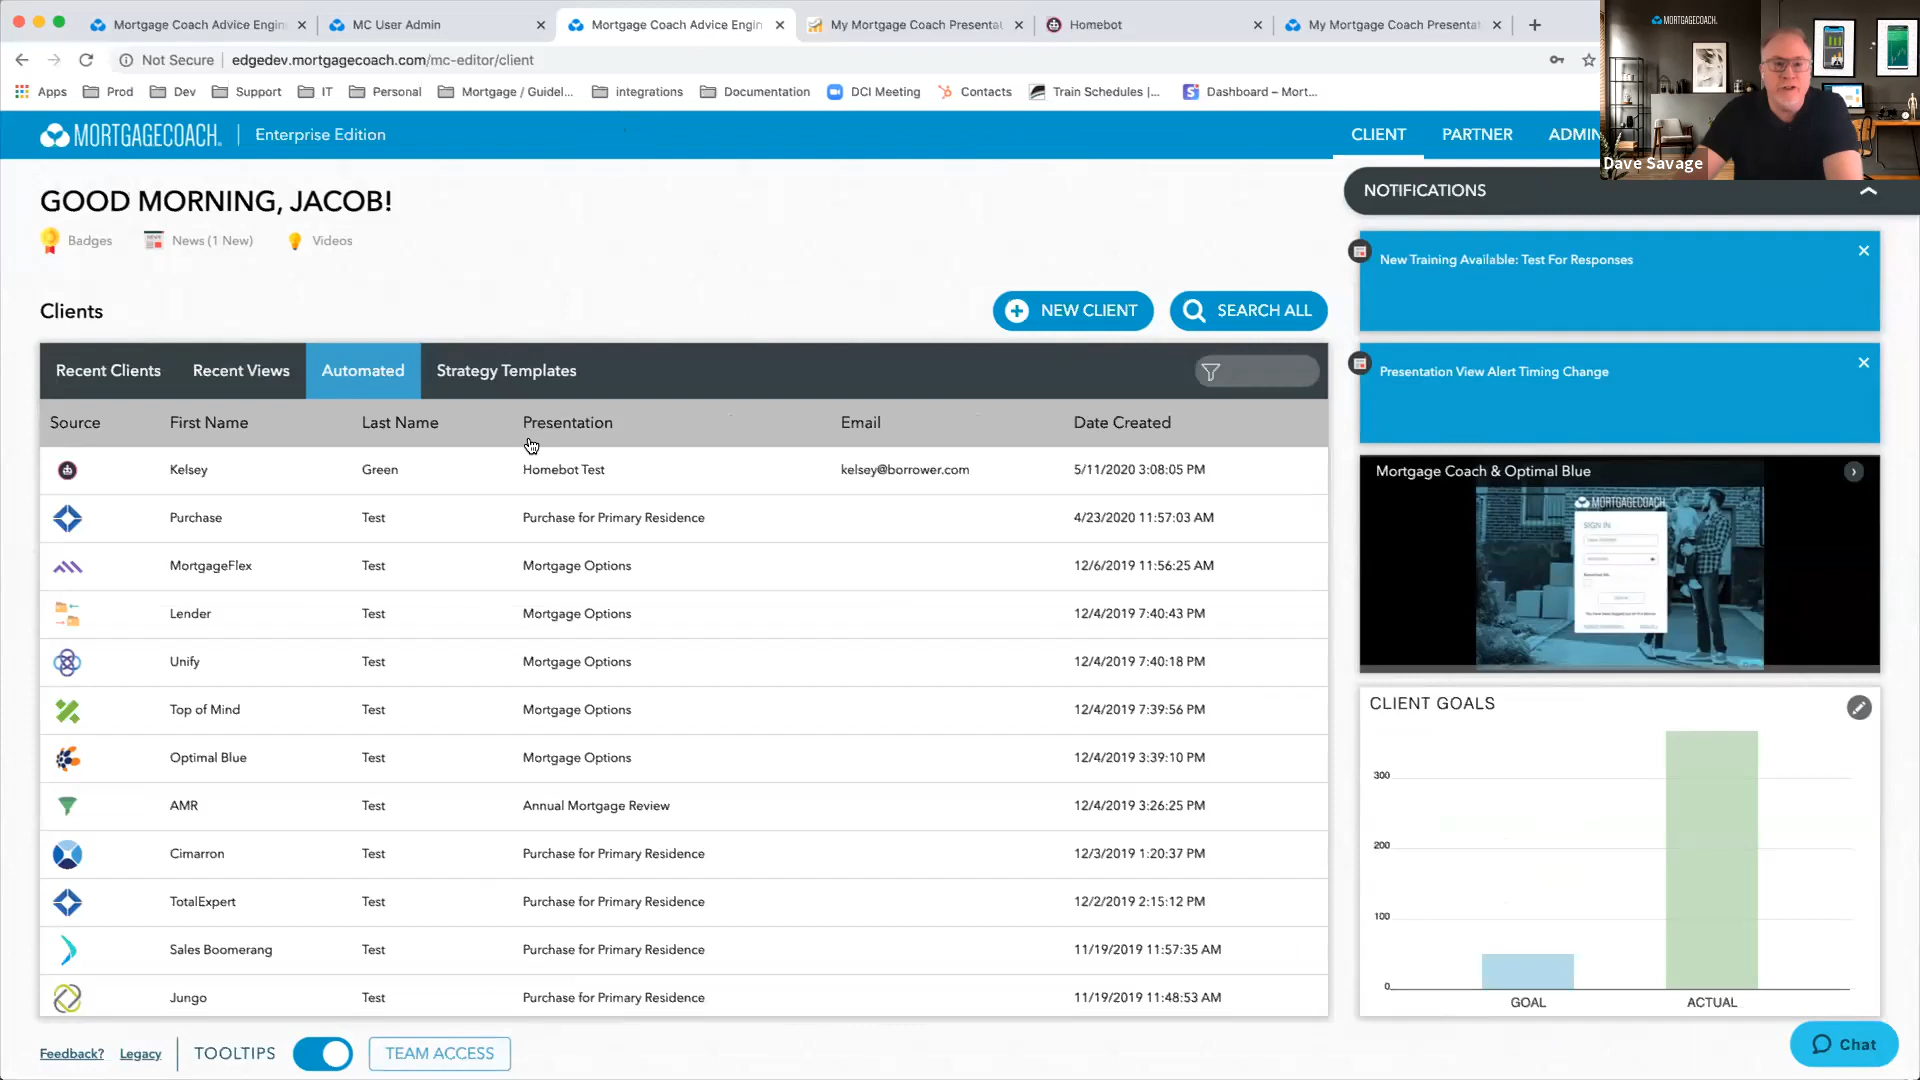 Mortgage Coach Advice Engin
MC User Admin
Mortgage Coach Advice Engin
My Mortgage Coach Presenta
Homebot
My Mortgage Coach Presenta
Not Secure
edgedev.mortgagecoach.com/mc-editor/client
Apps
Prod
Dev
Support
IT
Personal
Mortgage / Guidel...
integrations
Documentation
DCI Meeting
Contacts
Train Schedules |...
Dashboard – Mort...
MORTGAGECOACH.
Dave Savage
MORTGAGECOACH.
Enterprise Edition
CLIENT
PARTNER
ADMIN
GOOD MORNING, JACOB!
Badges
News (1 New)
Videos
Clients
NEW CLIENT
SEARCH ALL
Recent Clients
Recent Views
Automated
Strategy Templates
Source First Name Last Name Presentation Email Date Created
Kelsey Green Homebot Test kelsey@borrower.com 5/11/2020 3:08:05 PM
Purchase Test Purchase for Primary Residence 4/23/2020 11:57:03 AM
MortgageFlex Test Mortgage Options 12/6/2019 11:56:25 AM
Lender Test Mortgage Options 12/4/2019 7:40:43 PM
Unify Test Mortgage Options 12/4/2019 7:40:18 PM
Top of Mind Test Mortgage Options 12/4/2019 7:39:56 PM
Optimal Blue Test Mortgage Options 12/4/2019 3:39:10 PM
AMR Test Annual Mortgage Review 12/4/2019 3:26:25 PM
Cimarron Test Purchase for Primary Residence 12/3/2019 1:20:37 PM
TotalExpert Test Purchase for Primary Residence 12/2/2019 2:15:12 PM
Sales Boomerang Test Purchase for Primary Residence 11/19/2019 11:57:35 AM
Jungo Test Purchase for Primary Residence 11/19/2019 11:48:53 AM
NOTIFICATIONS
New Training Available: Test For Responses
Presentation View Alert Timing Change
Mortgage Coach & Optimal Blue
MORTGAGECOACH
SIGN IN
CLIENT GOALS
300
200
100
0
GOAL
ACTUAL
Feedback?
Legacy
TOOLTIPS
TEAM ACCESS
Chat